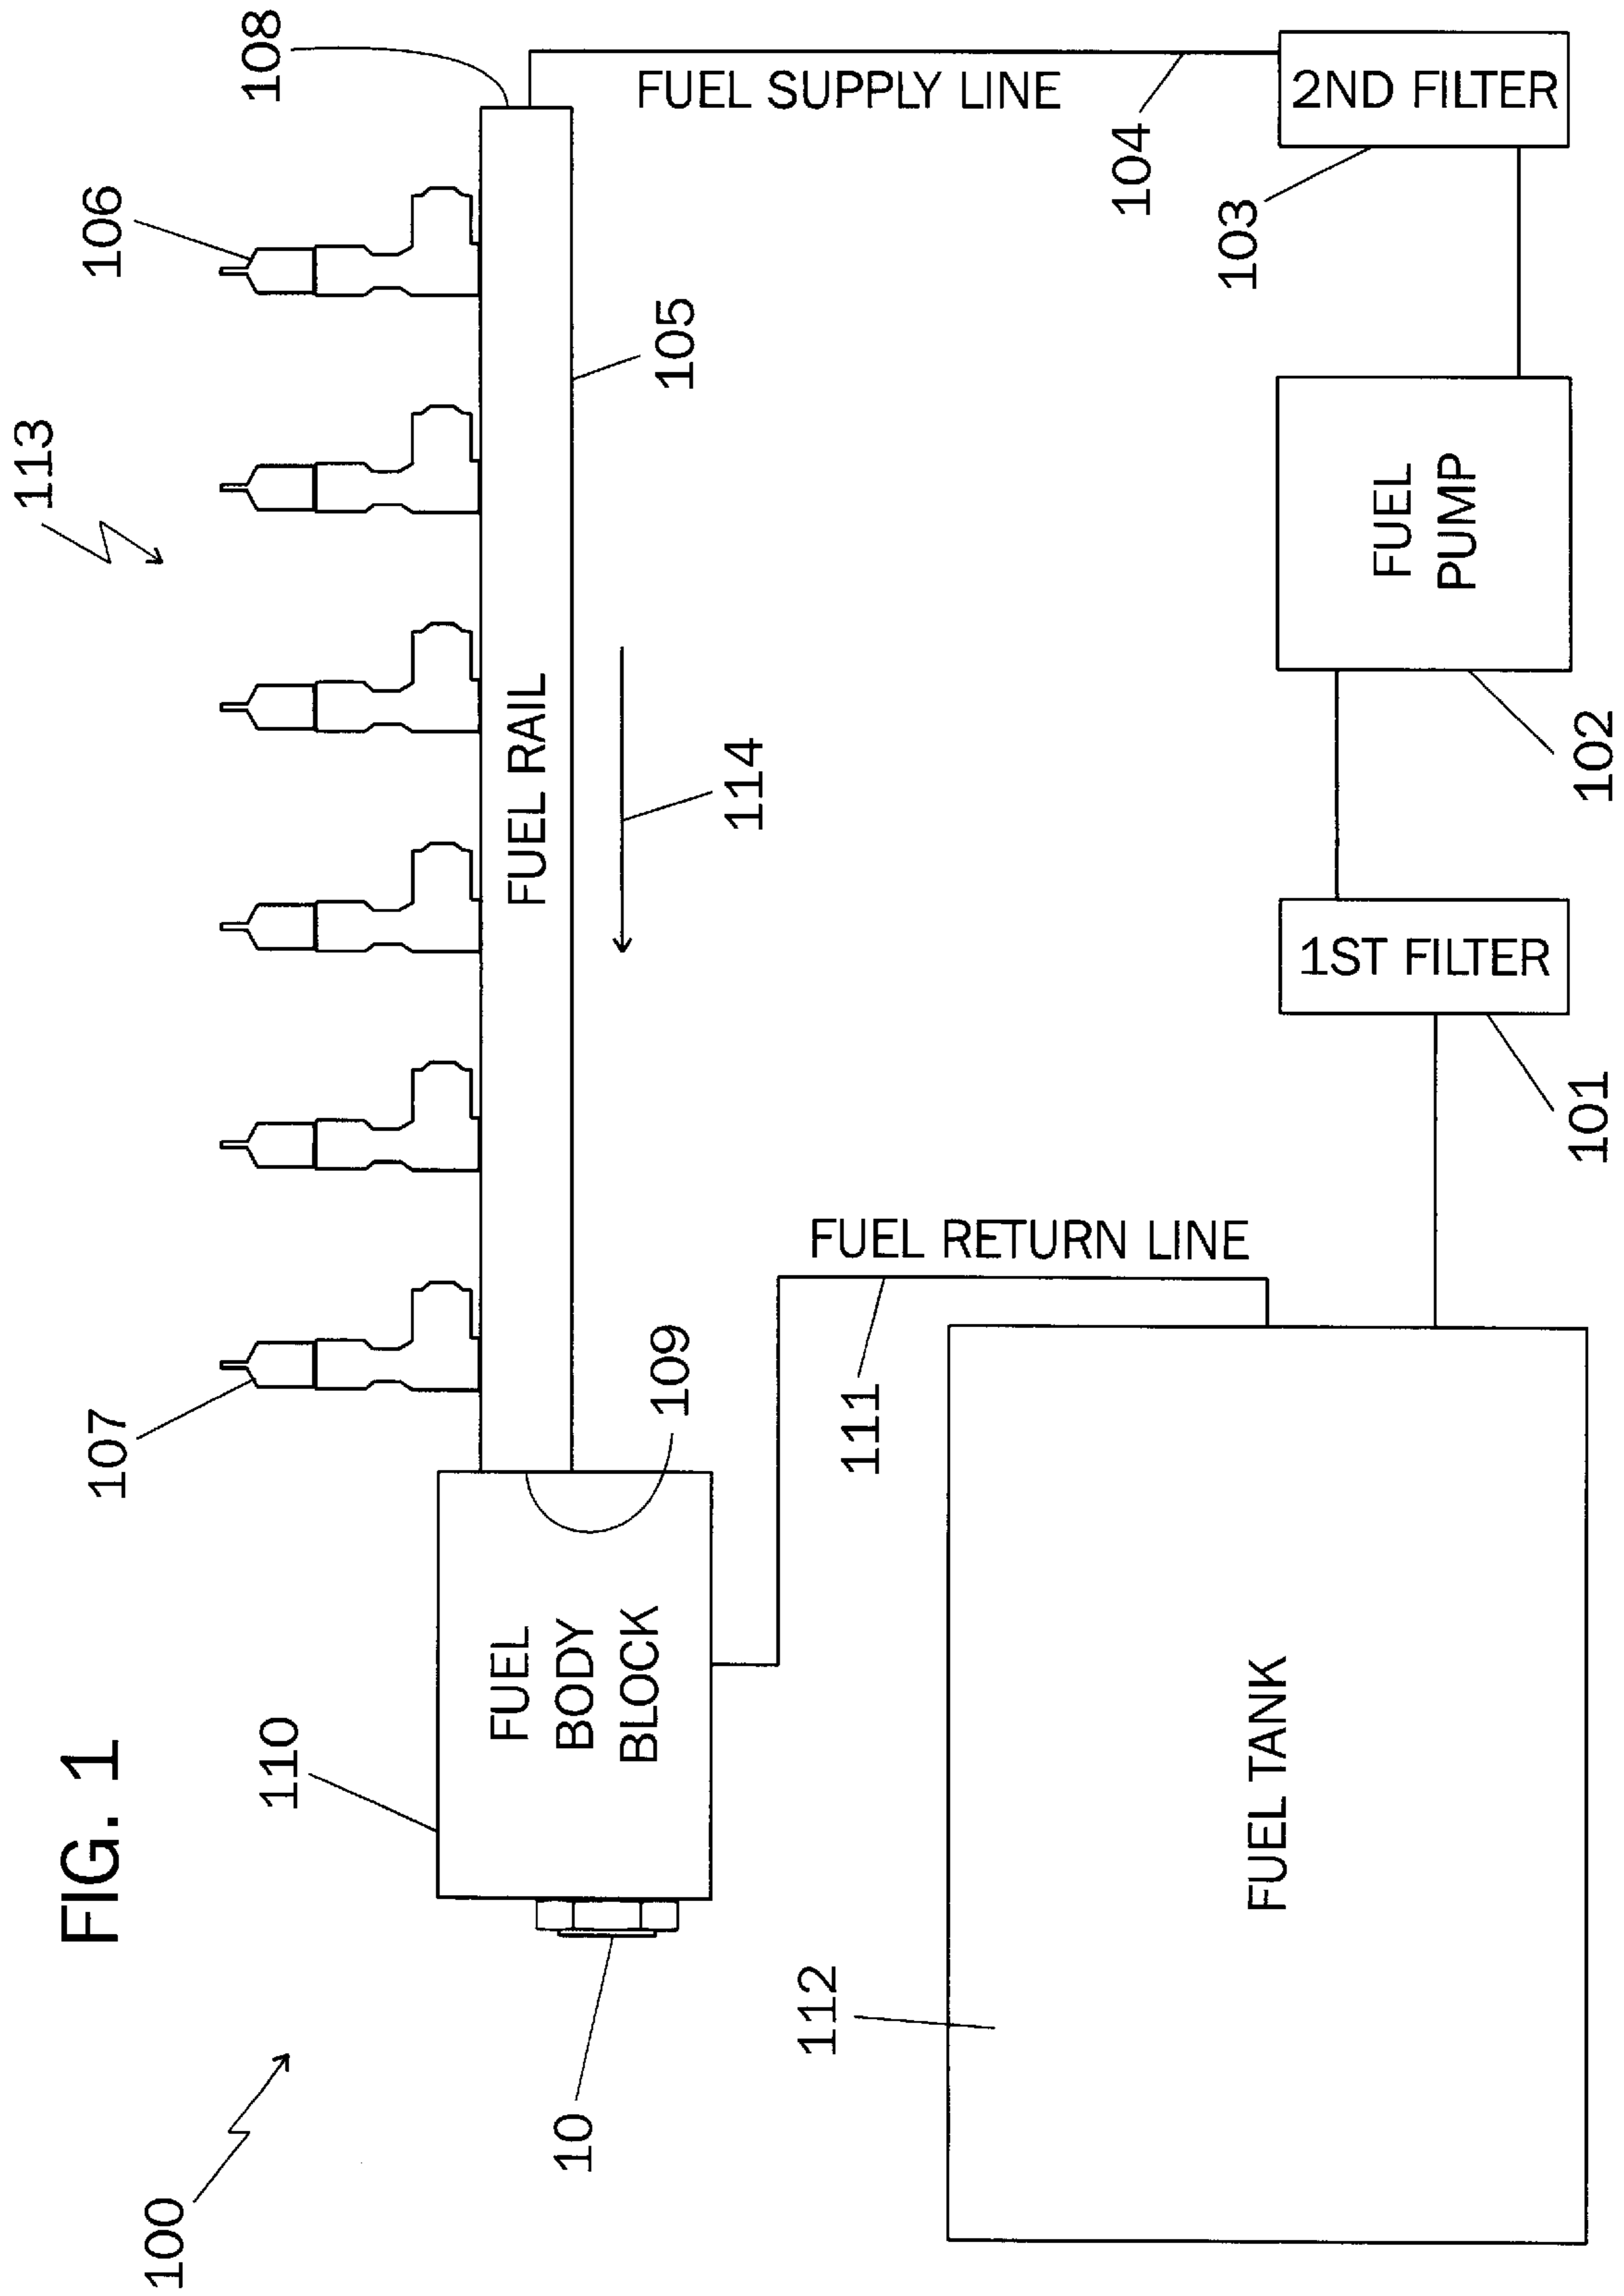 FIG. 1
100
113
106
107
108
110
10
FUEL
BODY
BLOCK
109
FUEL RAIL
105
114
FUEL SUPPLY LINE
104
FUEL RETURN LINE
111
112
FUEL TANK
1ST FILTER
101
FUEL
PUMP
102
2ND FILTER
103